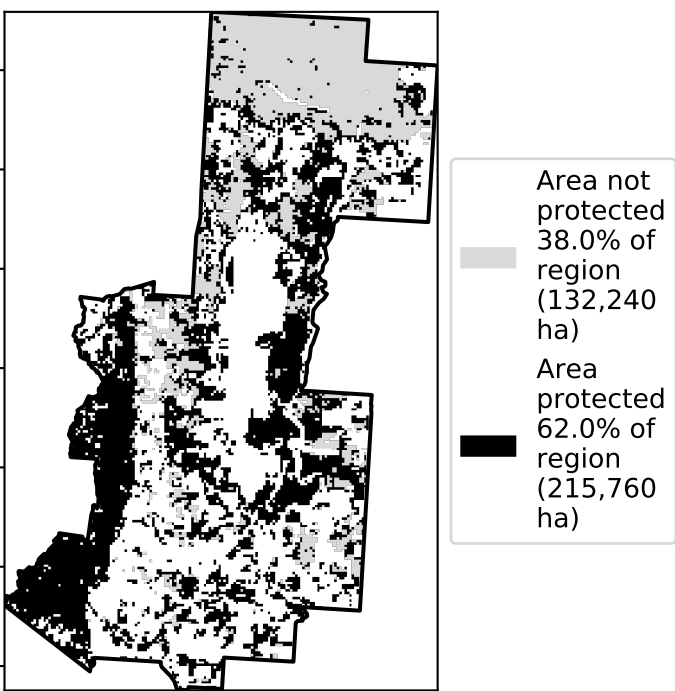 Area not
protected
38.0% of
region
(132,240
ha)
Area
protected
62.0% of
region
(215,760
ha)